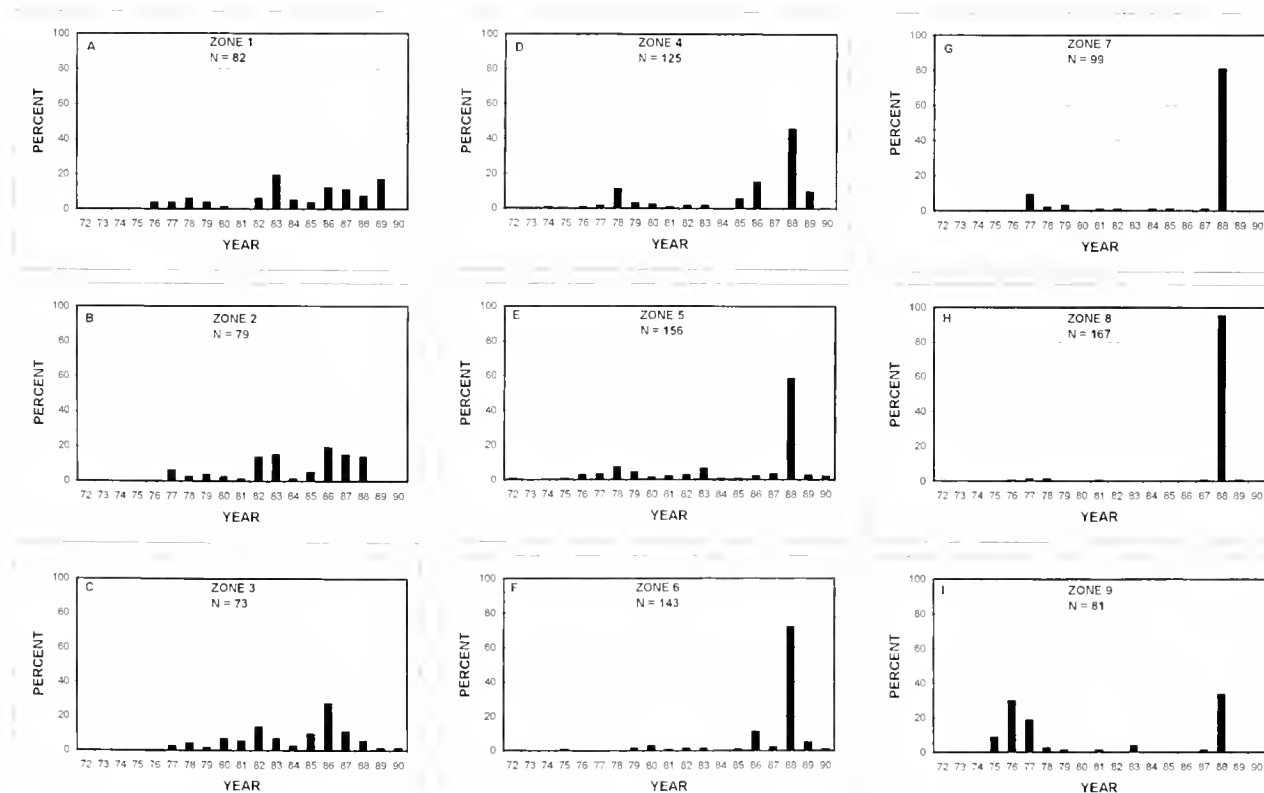 A
ZONE 1
N = 82
100
80
60
40
20
0
PERCENT
72 73 74 75 76 77 78 79 80 81 82 83 84 85 86 87 88 89 90
YEAR
B
ZONE 2
N = 79
100
80
60
40
20
0
PERCENT
72 73 74 75 76 77 78 79 80 81 82 83 84 85 86 87 88 89 90
YEAR
C
ZONE 3
N = 73
100
80
60
40
20
0
PERCENT
72 73 74 75 76 77 78 79 80 81 82 83 84 85 86 87 88 89 90
YEAR
D
ZONE 4
N = 125
100
80
60
40
20
0
PERCENT
72 73 74 75 76 77 78 79 80 81 82 83 84 85 86 87 88 89 90
YEAR
E
ZONE 5
N = 156
100
80
60
40
20
0
PERCENT
72 73 74 75 76 77 78 79 80 81 82 83 84 85 86 87 88 89 90
YEAR
F
ZONE 6
N = 143
100
80
60
40
20
0
PERCENT
72 73 74 75 76 77 78 79 80 81 82 83 84 85 86 87 88 89 90
YEAR
G
ZONE 7
N = 99
100
80
60
40
20
0
PERCENT
72 73 74 75 76 77 78 79 80 81 82 83 84 85 86 87 88 89 90
YEAR
H
ZONE 8
N = 167
100
80
60
40
20
0
PERCENT
72 73 74 75 76 77 78 79 80 81 82 83 84 85 86 87 88 89 90
YEAR
I
ZONE 9
N = 81
100
80
60
40
20
0
PERCENT
72 73 74 75 76 77 78 79 80 81 82 83 84 85 86 87 88 89 90
YEAR